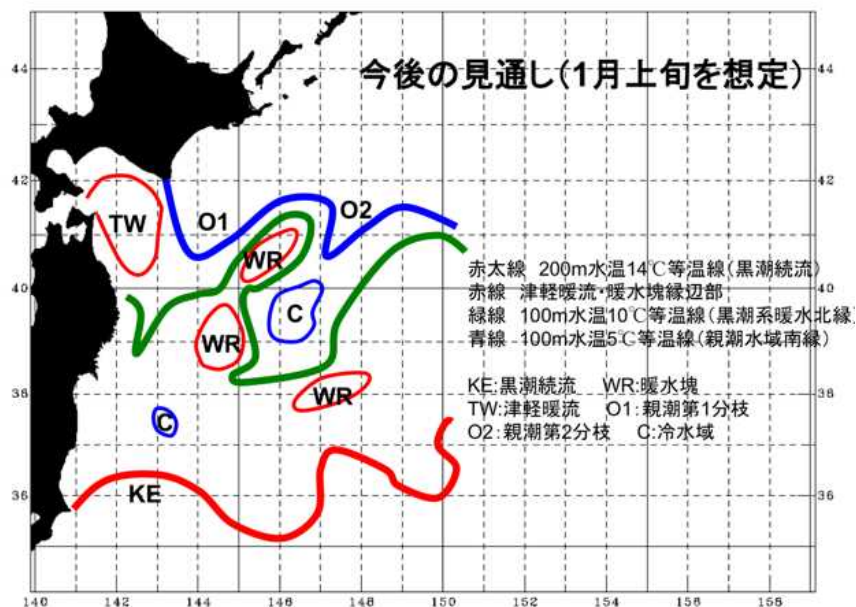 今後の見通し(1月上旬を想定)
44
42
40
38
36
TW
O1
O2
WR
C
WR
WR
C
KE
赤太線 200m水温14℃等温線(黒潮続流)
赤線 津軽暖流・暖水塊縁辺部
緑線 100m水温10℃等温線(黒潮系暖水北縁)
青線 100m水温5℃等温線(親潮水域南縁)
KE:黒潮続流 WR:暖水塊
TW:津軽暖流 O1:親潮第1分枝
O2:親潮第2分枝 C:冷水域
44
42
40
38
36
140 142 144 146 148 150 152 154 156 158